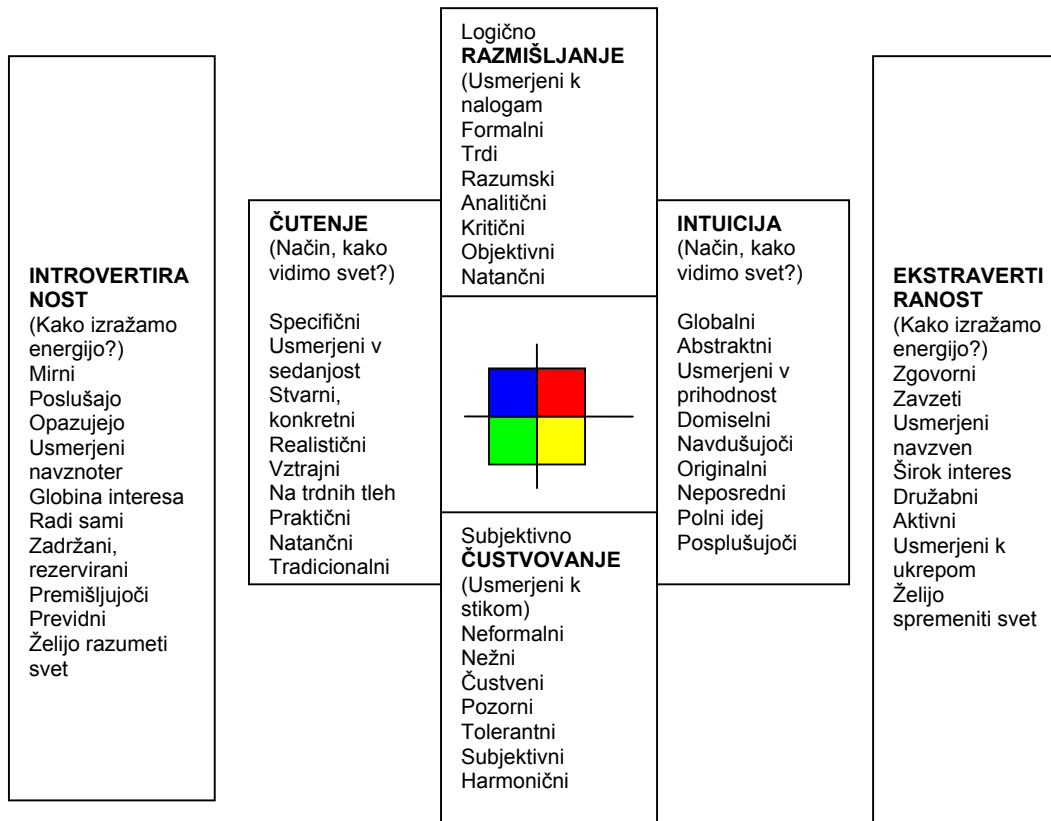 Logično
RAZMIŠLJANJE
(Usmerjeni k
nalogam
Formalni
Trdi
Razumski
Analitični
Kritični
Objektivni
Natančni
INTROVERTIRA
NOST
(Kako izražamo
energijo?)
Mirni
Poslušajo
Opazujejo
Usmerjeni
navznoter
Globina interesa
Radi sami
Zadržani,
rezervirani
Premišljujoči
Previdni
Želijo razumeti
svet
ČUTENJE
(Način, kako
vidimo svet?)
Specifični
Usmerjeni v
sedanjost
Stvarni,
konkretni
Realistični
Vztrajni
Na trdnih tleh
Praktični
Natančni
Tradicionalni
INTUICIJA
(Način, kako
vidimo svet?)
Globalni
Abstraktni
Usmerjeni v
prihodnost
Domiselni
Navdušujoči
Originalni
Neposredni
Polni idej
Posplušujoči
EKSTRAVERTI
RANOST
(Kako izražamo
energijo?)
Zgovorni
Zavzeti
Usmerjeni
navzven
Širok interes
Družabni
Aktivni
Usmerjeni k
ukrepom
Želijo
spremeniti svet
Subjektivno
ČUSTVOVANJE
(Usmerjeni k
stikom)
Neformalni
Nežni
Čustveni
Pozorni
Tolerantni
Subjektivni
Harmonični